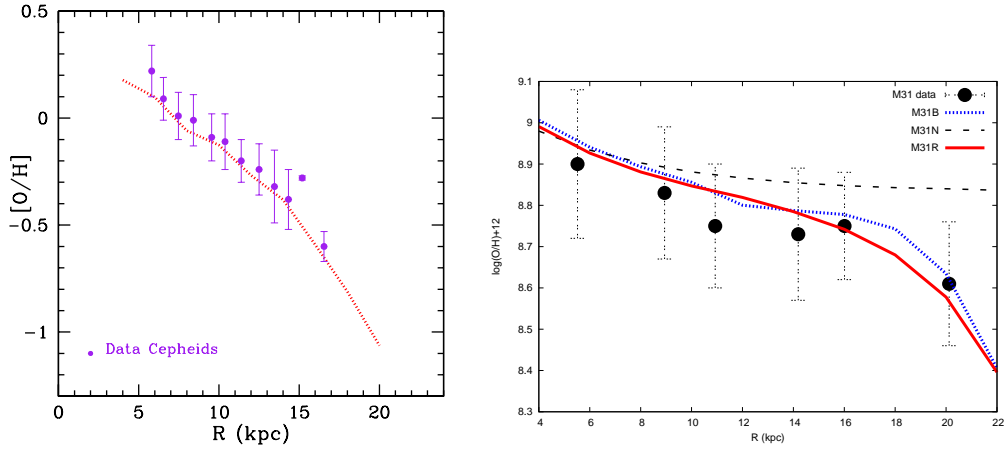 0.5
0
−0.5
−1
[O/H]
Data Cepheids
0 5 10 15 20
R (kpc)
9.1
9
8.9
8.8
8.7
8.6
8.5
8.4
8.3
log(O/H)+12
M31 data
M31B
M31N
M31R
4 6 8 10 12 14 16 18 20 22
R (kpc)